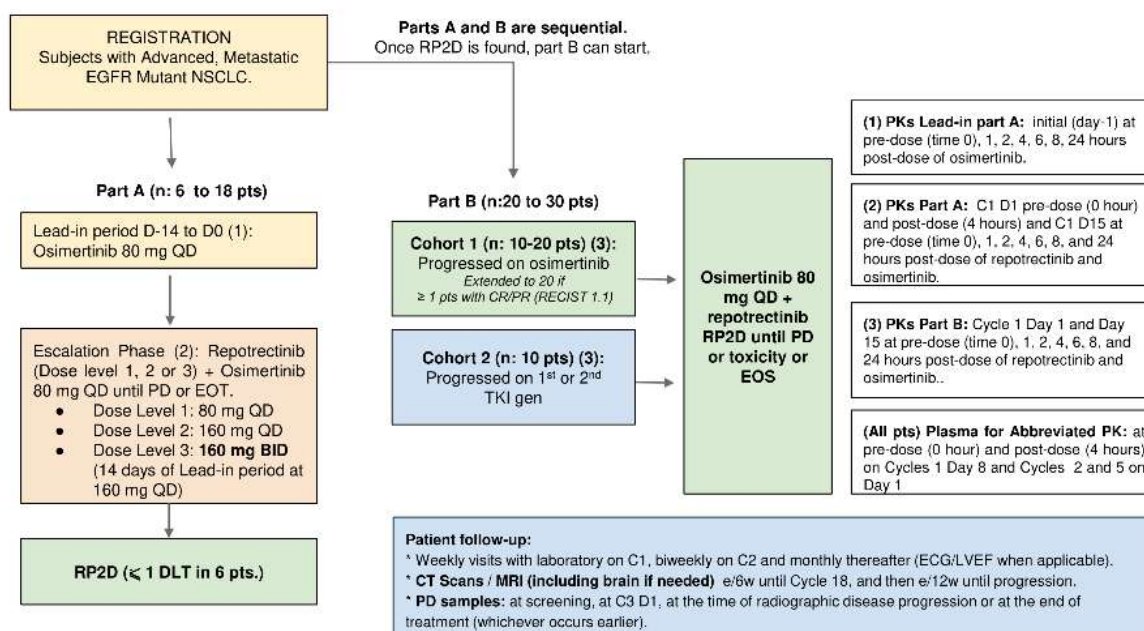 REGISTRATION
Subjects with Advanced, Metastatic
EGFR Mutant NSCLC.
Parts A and B are sequential.
Once RP2D is found, part B can start.
Part A (n: 6 to 18 pts)
Lead-in period D-14 to D0 (1):
Osimertinib 80 mg QD
Escalation Phase (2): Repotrectinib
(Dose level 1, 2 or 3) + Osimertinib
80 mg QD until PD or EOT.
● Dose Level 1: 80 mg QD
● Dose Level 2: 160 mg QD
● Dose Level 3: 160 mg BID
(14 days of Lead-in period at
160 mg QD)
RP2D (⩽ 1 DLT in 6 pts.)
Part B (n:20 to 30 pts)
Cohort 1 (n: 10-20 pts) (3):
Progressed on osimertinib
Extended to 20 if
≥ 1 pts with CR/PR (RECIST 1.1)
Cohort 2 (n: 10 pts) (3):
Progressed on 1st or 2nd
TKI gen
Osimertinib 80
mg QD +
repotrectinib
RP2D until PD
or toxicity or
EOS
(1) PKs Lead-in part A: initial (day-1) at
pre-dose (time 0), 1, 2, 4, 6, 8, 24 hours
post-dose of osimertinib.
(2) PKs Part A: C1 D1 pre-dose (0 hour)
and post-dose (4 hours) and C1 D15 at
pre-dose (time 0), 1, 2, 4, 6, 8, and 24
hours post-dose of repotrectinib and
osimertinib.
(3) PKs Part B: Cycle 1 Day 1 and Day
15 at pre-dose (time 0), 1, 2, 4, 6, 8, and
24 hours post-dose of repotrectinib and
osimertinib..
(All pts) Plasma for Abbreviated PK: at
pre-dose (0 hour) and post-dose (4 hours)
on Cycles 1 Day 8 and Cycles 2 and 5 on
Day 1
Patient follow-up:
* Weekly visits with laboratory on C1, biweekly on C2 and monthly thereafter (ECG/LVEF when applicable).
* CT Scans / MRI (including brain if needed) e/6w until Cycle 18, and then e/12w until progression.
* PD samples: at screening, at C3 D1, at the time of radiographic disease progression or at the end of
treatment (whichever occurs earlier).